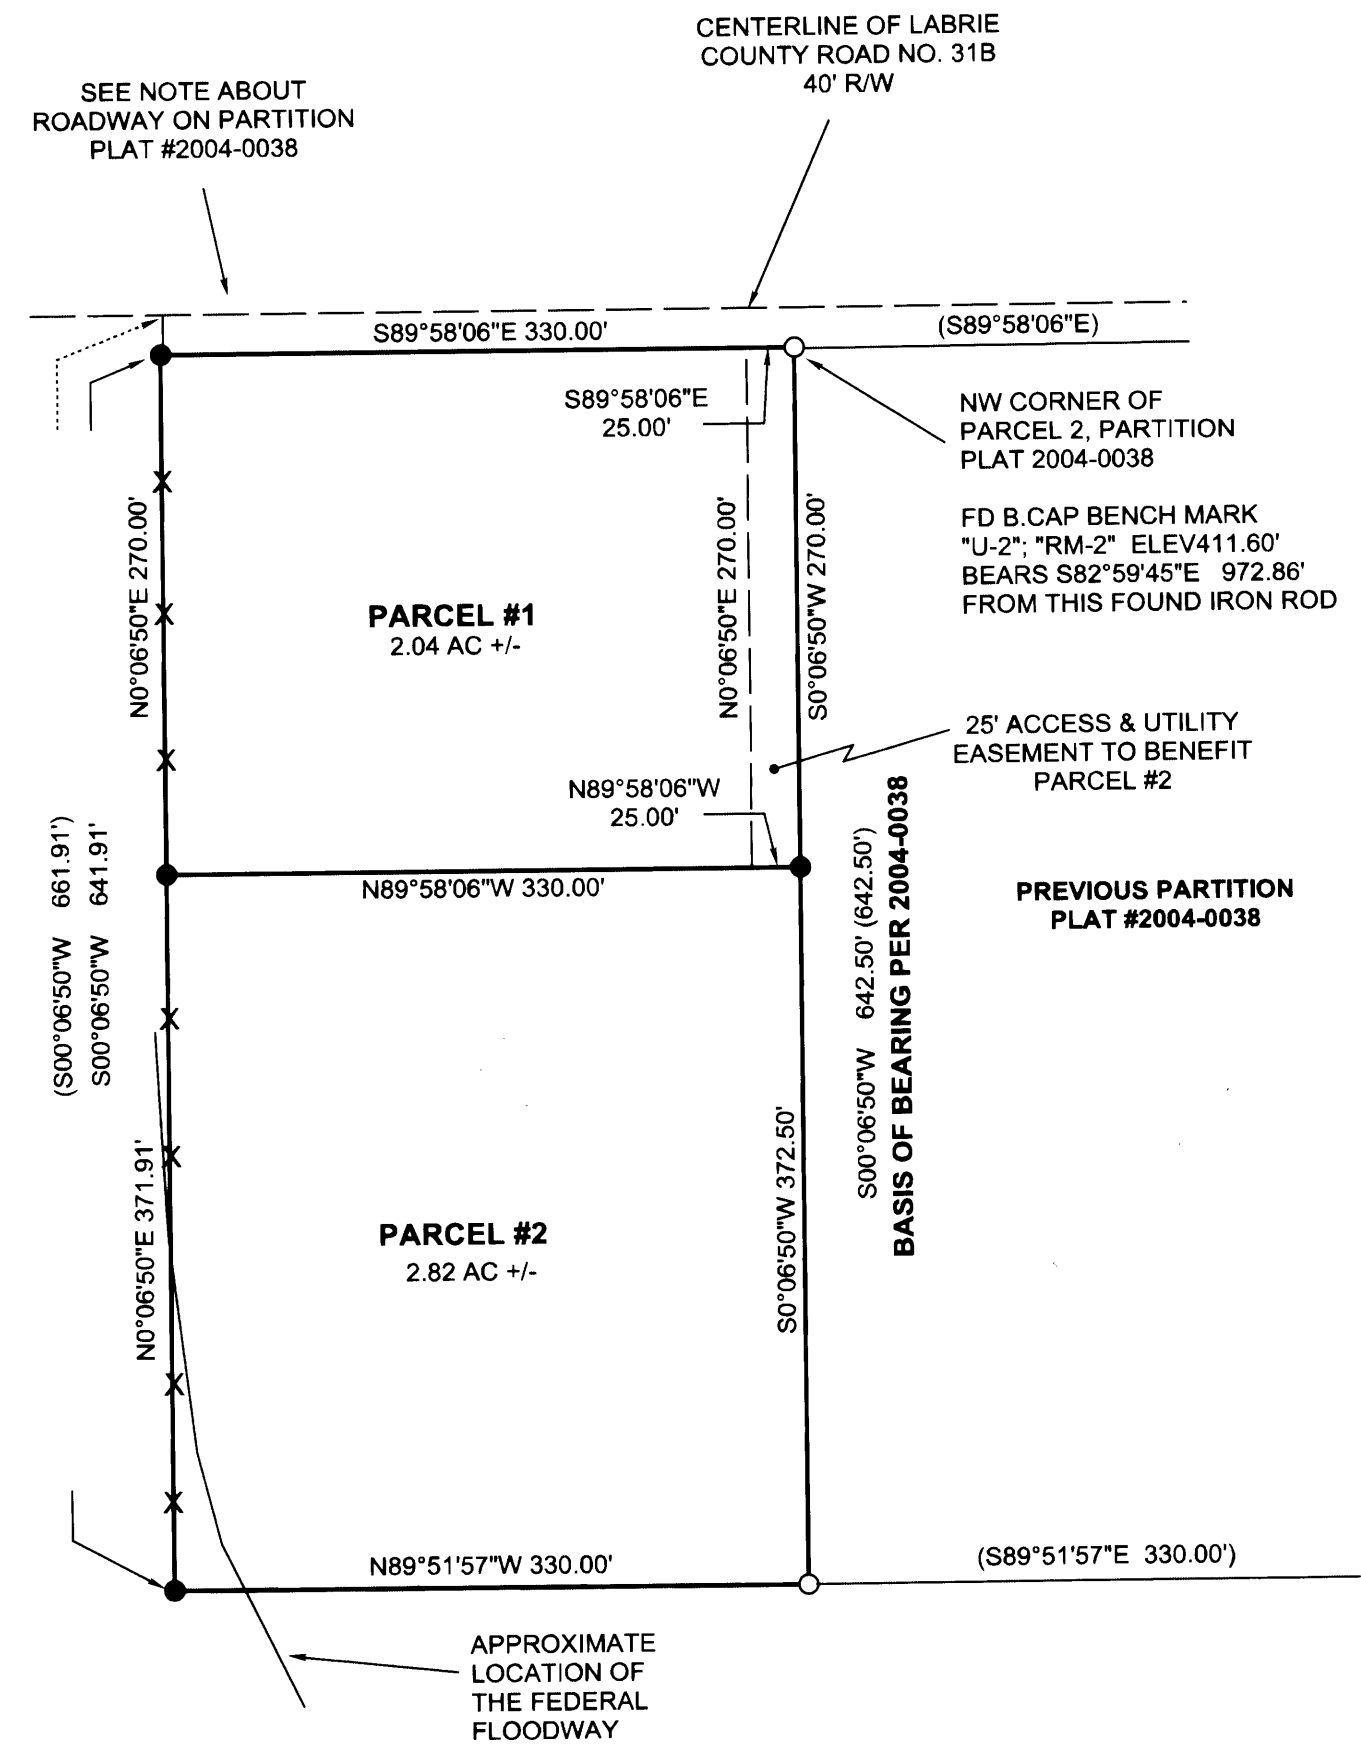 CENTERLINE OF LABRIE
COUNTY ROAD NO. 31B
40' R/W
SEE NOTE ABOUT
ROADWAY ON PARTITION
PLAT #2004-0038
S89°58'06"E 330.00'
(S89°58'06"E)
S89°58'06"E
25.00'
NW CORNER OF
PARCEL 2, PARTITION
PLAT 2004-0038
FD B.CAP BENCH MARK
"U-2"; "RM-2" ELEV411.60'
BEARS S82°59'45"E 972.86'
FROM THIS FOUND IRON ROD
N0°06'50"E 270.00'
N0°06'50"E 270.00'
S0°06'50"W 270.00'
PARCEL #1
2.04 AC +/-
25' ACCESS & UTILITY
EASEMENT TO BENEFIT
PARCEL #2
N89°58'06"W
25.00'
N89°58'06"W 330.00'
(S00°06'50"W 661.91')
S00°06'50"W 641.91'
S00°06'50"W 642.50' (642.50')
BASIS OF BEARING PER 2004-0038
PREVIOUS PARTITION
PLAT #2004-0038
N0°06'50"E 371.91'
S0°06'50"W 372.50'
PARCEL #2
2.82 AC +/-
N89°51'57"W 330.00'
(S89°51'57"E 330.00')
APPROXIMATE
LOCATION OF
THE FEDERAL
FLOODWAY